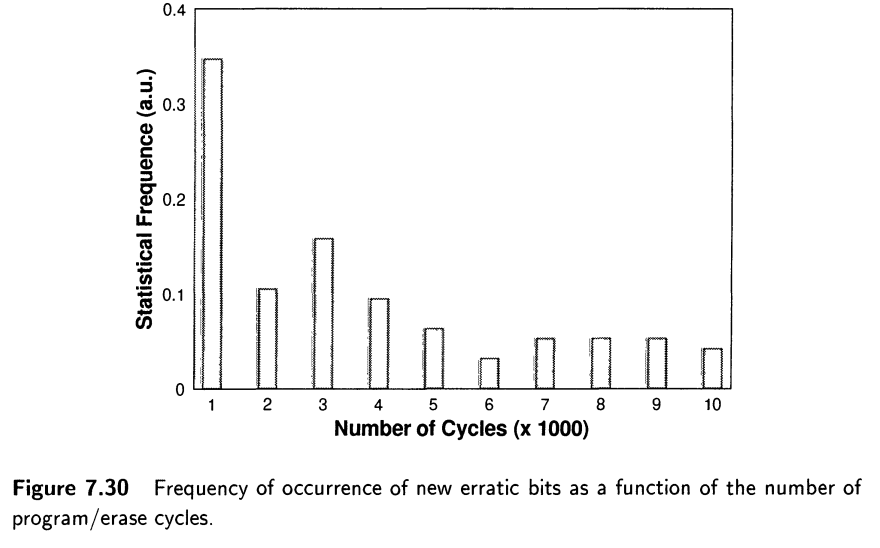 0.4
0.3
0.2
0.1
0
Statistical Frequence (a.u.)
1 2 3 4 5 6 7 8 9 10
Number of Cycles (x 1000)
Figure 7.30 Frequency of occurrence of new erratic bits as a function of the number of
program/erase cycles.